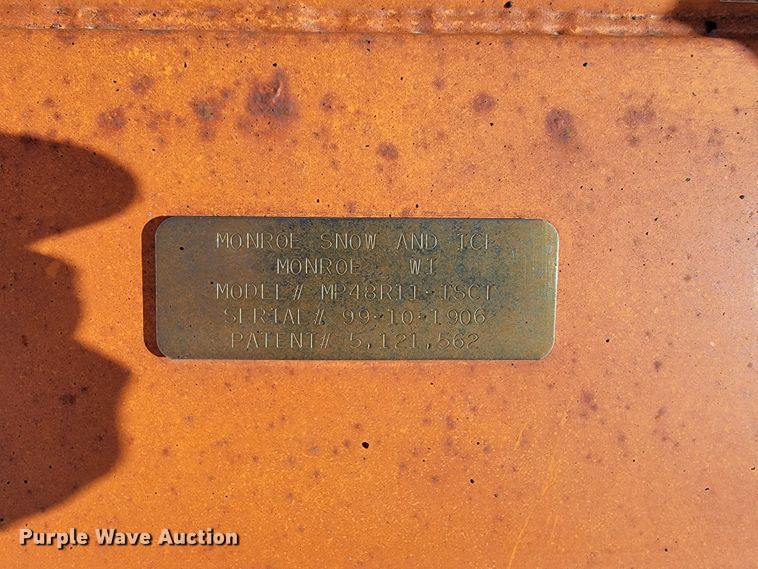 MONROE SNOW AND ICE
MONROE WI
MODEL# MP48R11-ISCT
SERIAL# 99-10-1906
PATENT# 5,121,562
Purple Wave Auction